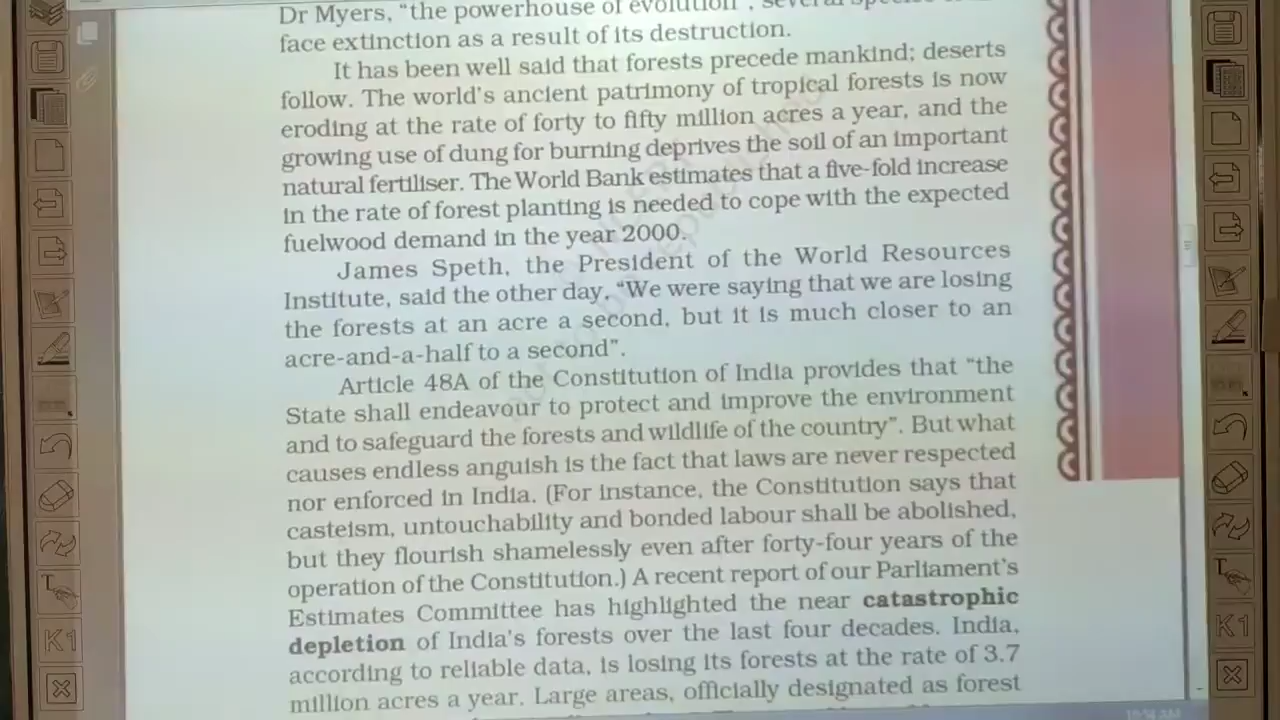 Dr Myers, “the powerhouse of evolution”, several species
face extinction as a result of its destruction.
It has been well said that forests precede mankind; deserts
follow. The world's ancient patrimony of tropical forests is now
eroding at the rate of forty to fifty million acres a year, and the
growing use of dung for burning deprives the soil of an important
natural fertiliser. The World Bank estimates that a five-fold increase
in the rate of forest planting is needed to cope with the expected
fuelwood demand in the year 2000.
James Speth, the President of the World Resources
Institute, said the other day, “We were saying that we are losing
the forests at an acre a second, but it is much closer to an
acre-and-a-half to a second”.
Article 48A of the Constitution of India provides that “the
State shall endeavour to protect and improve the environment
and to safeguard the forests and wildlife of the country”. But what
causes endless anguish is the fact that laws are never respected
nor enforced in India. (For instance, the Constitution says that
casteism, untouchability and bonded labour shall be abolished,
but they flourish shamelessly even after forty-four years of the
operation of the Constitution.) A recent report of our Parliament's
Estimates Committee has highlighted the near catastrophic
depletion of India's forests over the last four decades. India,
according to reliable data, is losing its forests at the rate of 3.7
million acres a year. Large areas, officially designated as forest
K1
K1